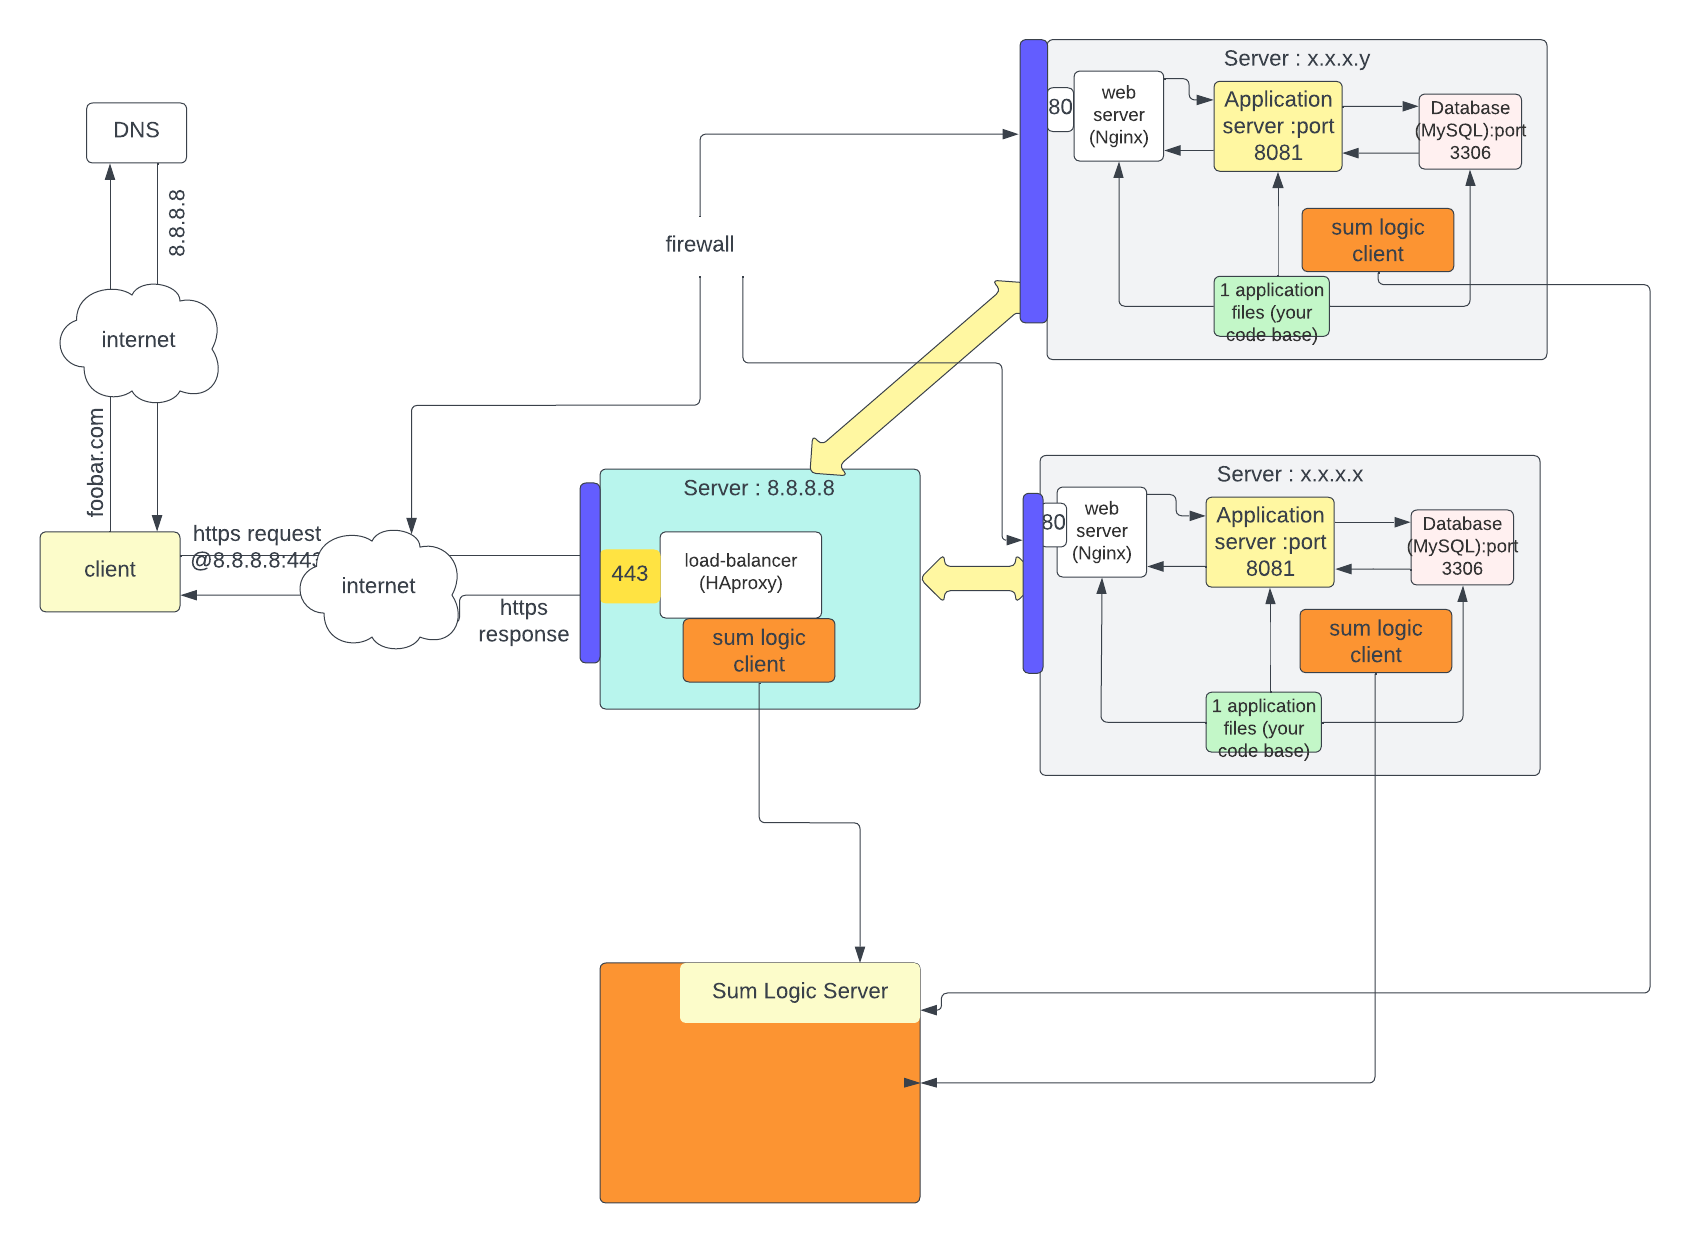 DNS
8.8.8.8
internet
foobar.com
client
https request
@8.8.8.8:443
internet
https
response
firewall
Server : 8.8.8.8
443
load-balancer
(HAproxy)
sum logic
client
Server : x.x.x.y
80
web
server
(Nginx)
Application
server :port
8081
Database
(MySQL):port
3306
sum logic
client
1 application
files (your
code base)
Server : x.x.x.x
80
web
server
(Nginx)
Application
server :port
8081
Database
(MySQL):port
3306
sum logic
client
1 application
files (your
code base)
Sum Logic Server